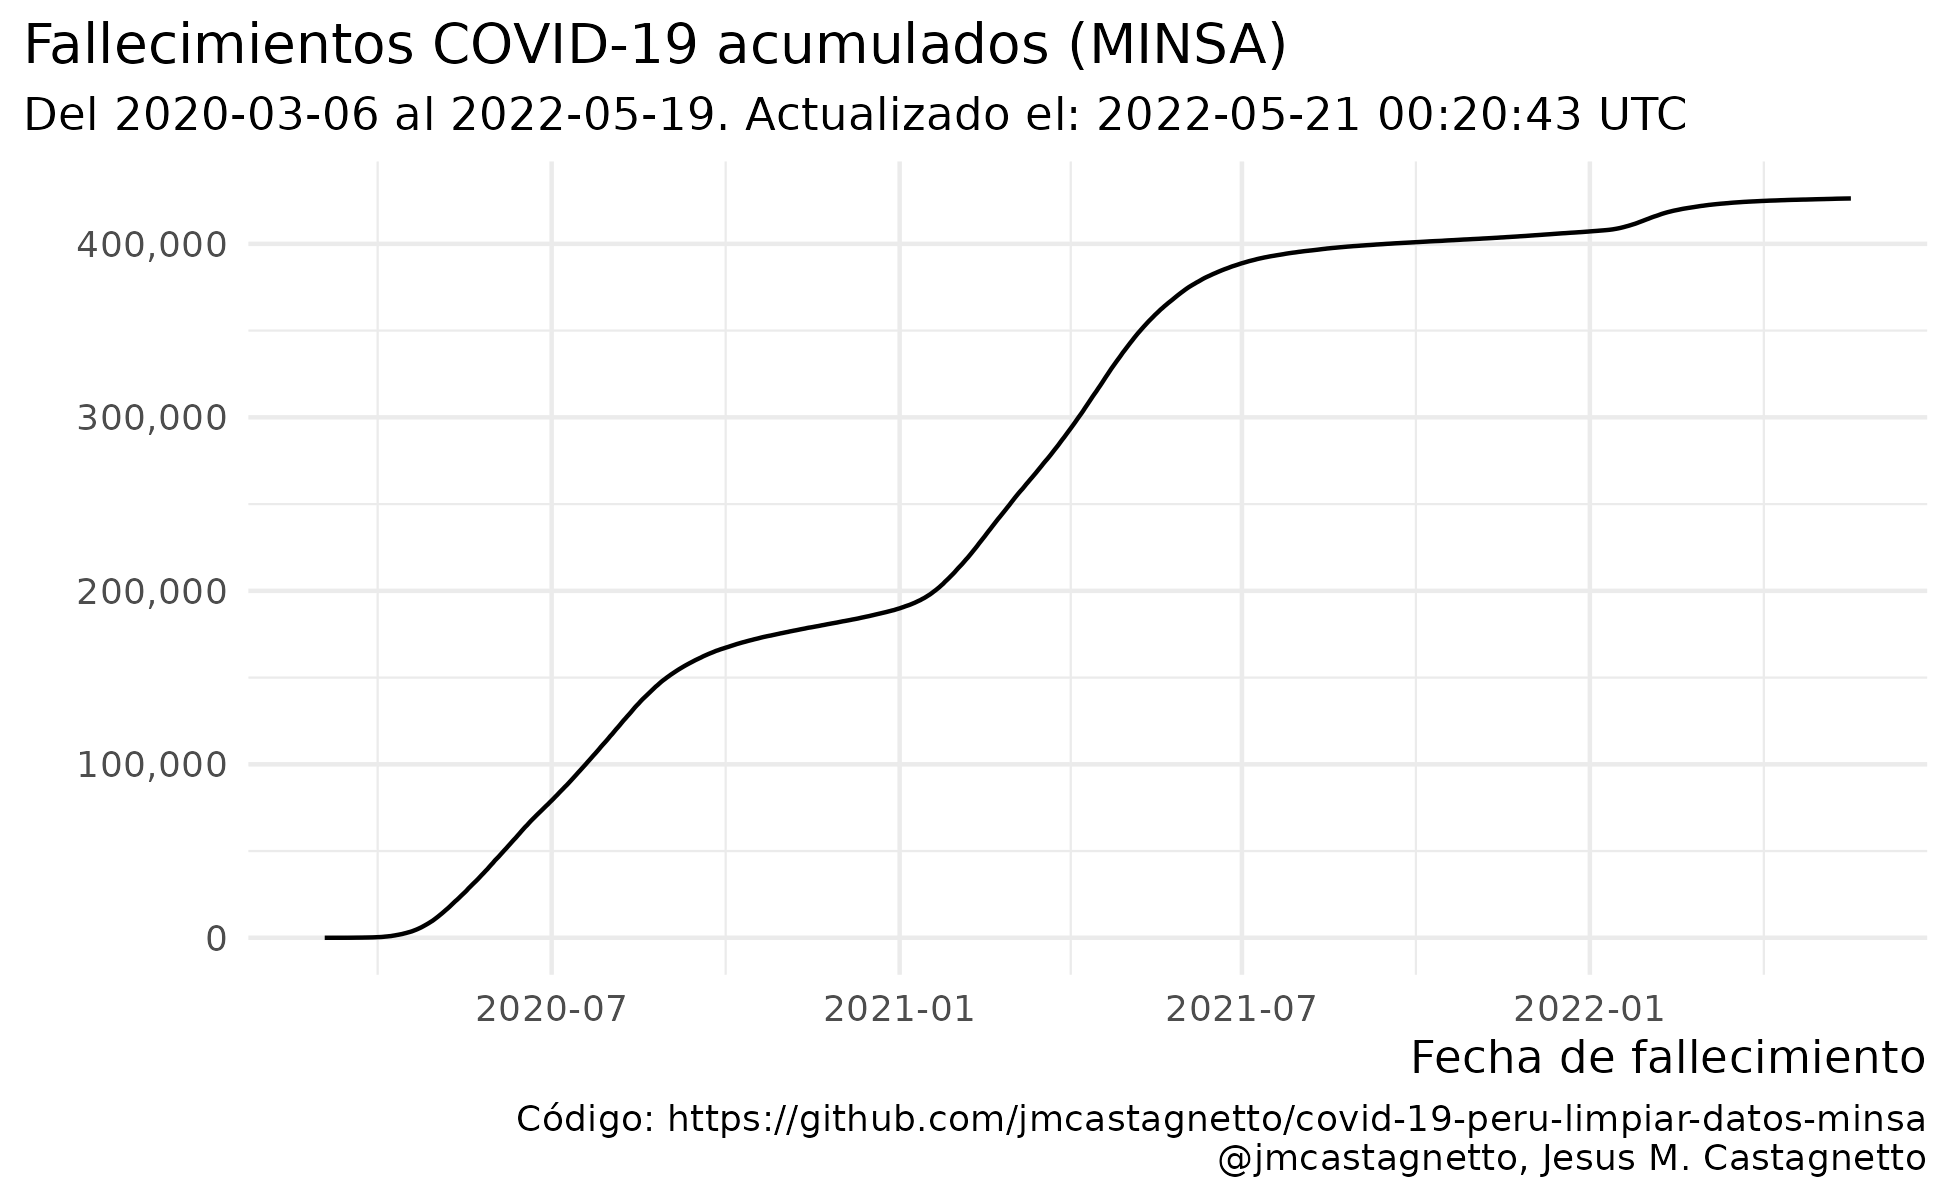 Fallecimientos COVID-19 acumulados (MINSA)
Del 2020-03-06 al 2022-05-19. Actualizado el: 2022-05-21 00:20:43 UTC
400,000
300,000
200,000
100,000
0
2020-07 2021-01 2021-07 2022-01
Fecha de fallecimiento
Código: https://github.com/jmcastagnetto/covid-19-peru-limpiar-datos-minsa
@jmcastagnetto, Jesus M. Castagnetto